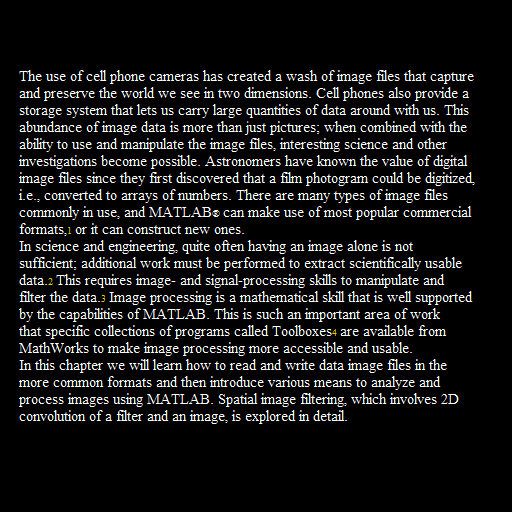 The use of cell phone cameras has created a wash of image files that capture
and preserve the world we see in two dimensions. Cell phones also provide a
storage system that lets us carry large quantities of data around with us. This
abundance of image data is more than just pictures; when combined with the
ability to use and manipulate the image files, interesting science and other
investigations become possible. Astronomers have known the value of digital
image files since they first discovered that a film photogram could be digitized,
i.e., converted to arrays of numbers. There are many types of image files
commonly in use, and MATLAB® can make use of most popular commercial
formats,1 or it can construct new ones.
In science and engineering, quite often having an image alone is not
sufficient; additional work must be performed to extract scientifically usable
data.2 This requires image- and signal-processing skills to manipulate and
filter the data.3 Image processing is a mathematical skill that is well supported
by the capabilities of MATLAB. This is such an important area of work
that specific collections of programs called Toolboxes4 are available from
MathWorks to make image processing more accessible and usable.
In this chapter we will learn how to read and write data image files in the
more common formats and then introduce various means to analyze and
process images using MATLAB. Spatial image filtering, which involves 2D
convolution of a filter and an image, is explored in detail.